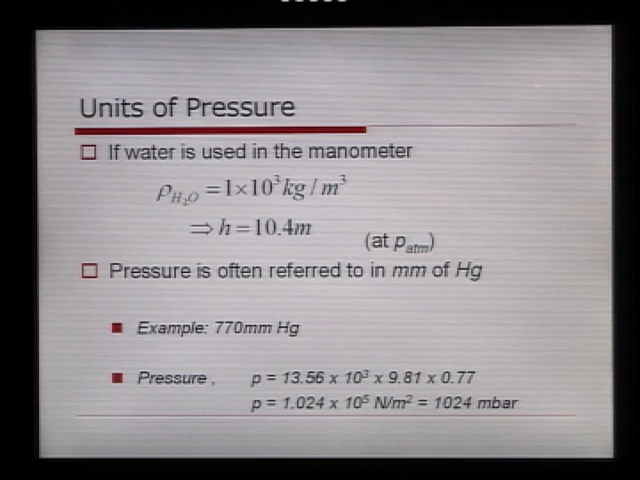 Units of Pressure
If water is used in the manometer
ρH₂O = 1×10³ kg / m³
⇒ h = 10.4m
(at patm)
Pressure is often referred to in mm of Hg
Example: 770mm Hg
Pressure , p = 13.56 x 10³ x 9.81 x 0.77
p = 1.024 x 10⁵ N/m² = 1024 mbar